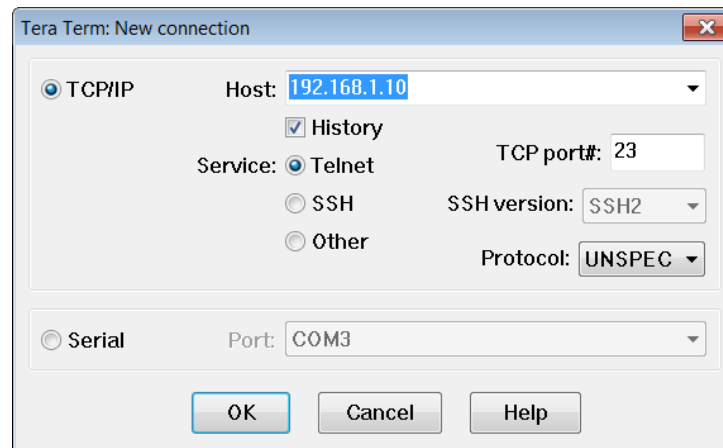 Tera Term: New connection
TCP/IP Host: 192.168.1.10
History
Service: Telnet TCP port#: 23
SSH SSH version: SSH2
Other Protocol: UNSPEC
Serial Port: COM3
OK Cancel Help